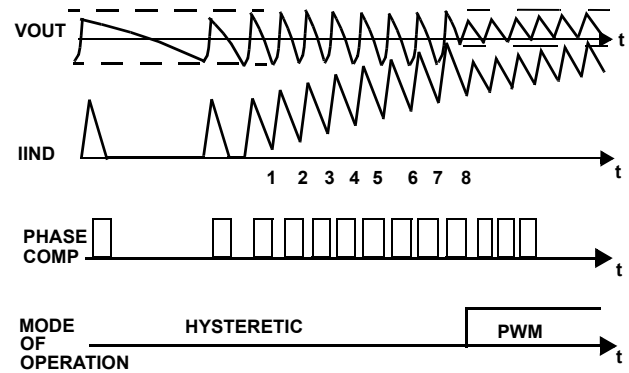 VOUT
t
IIND
t
1 2 3 4 5 6 7 8
PHASE
COMP
t
MODE
OF
OPERATION
HYSTERETIC
PWM
t